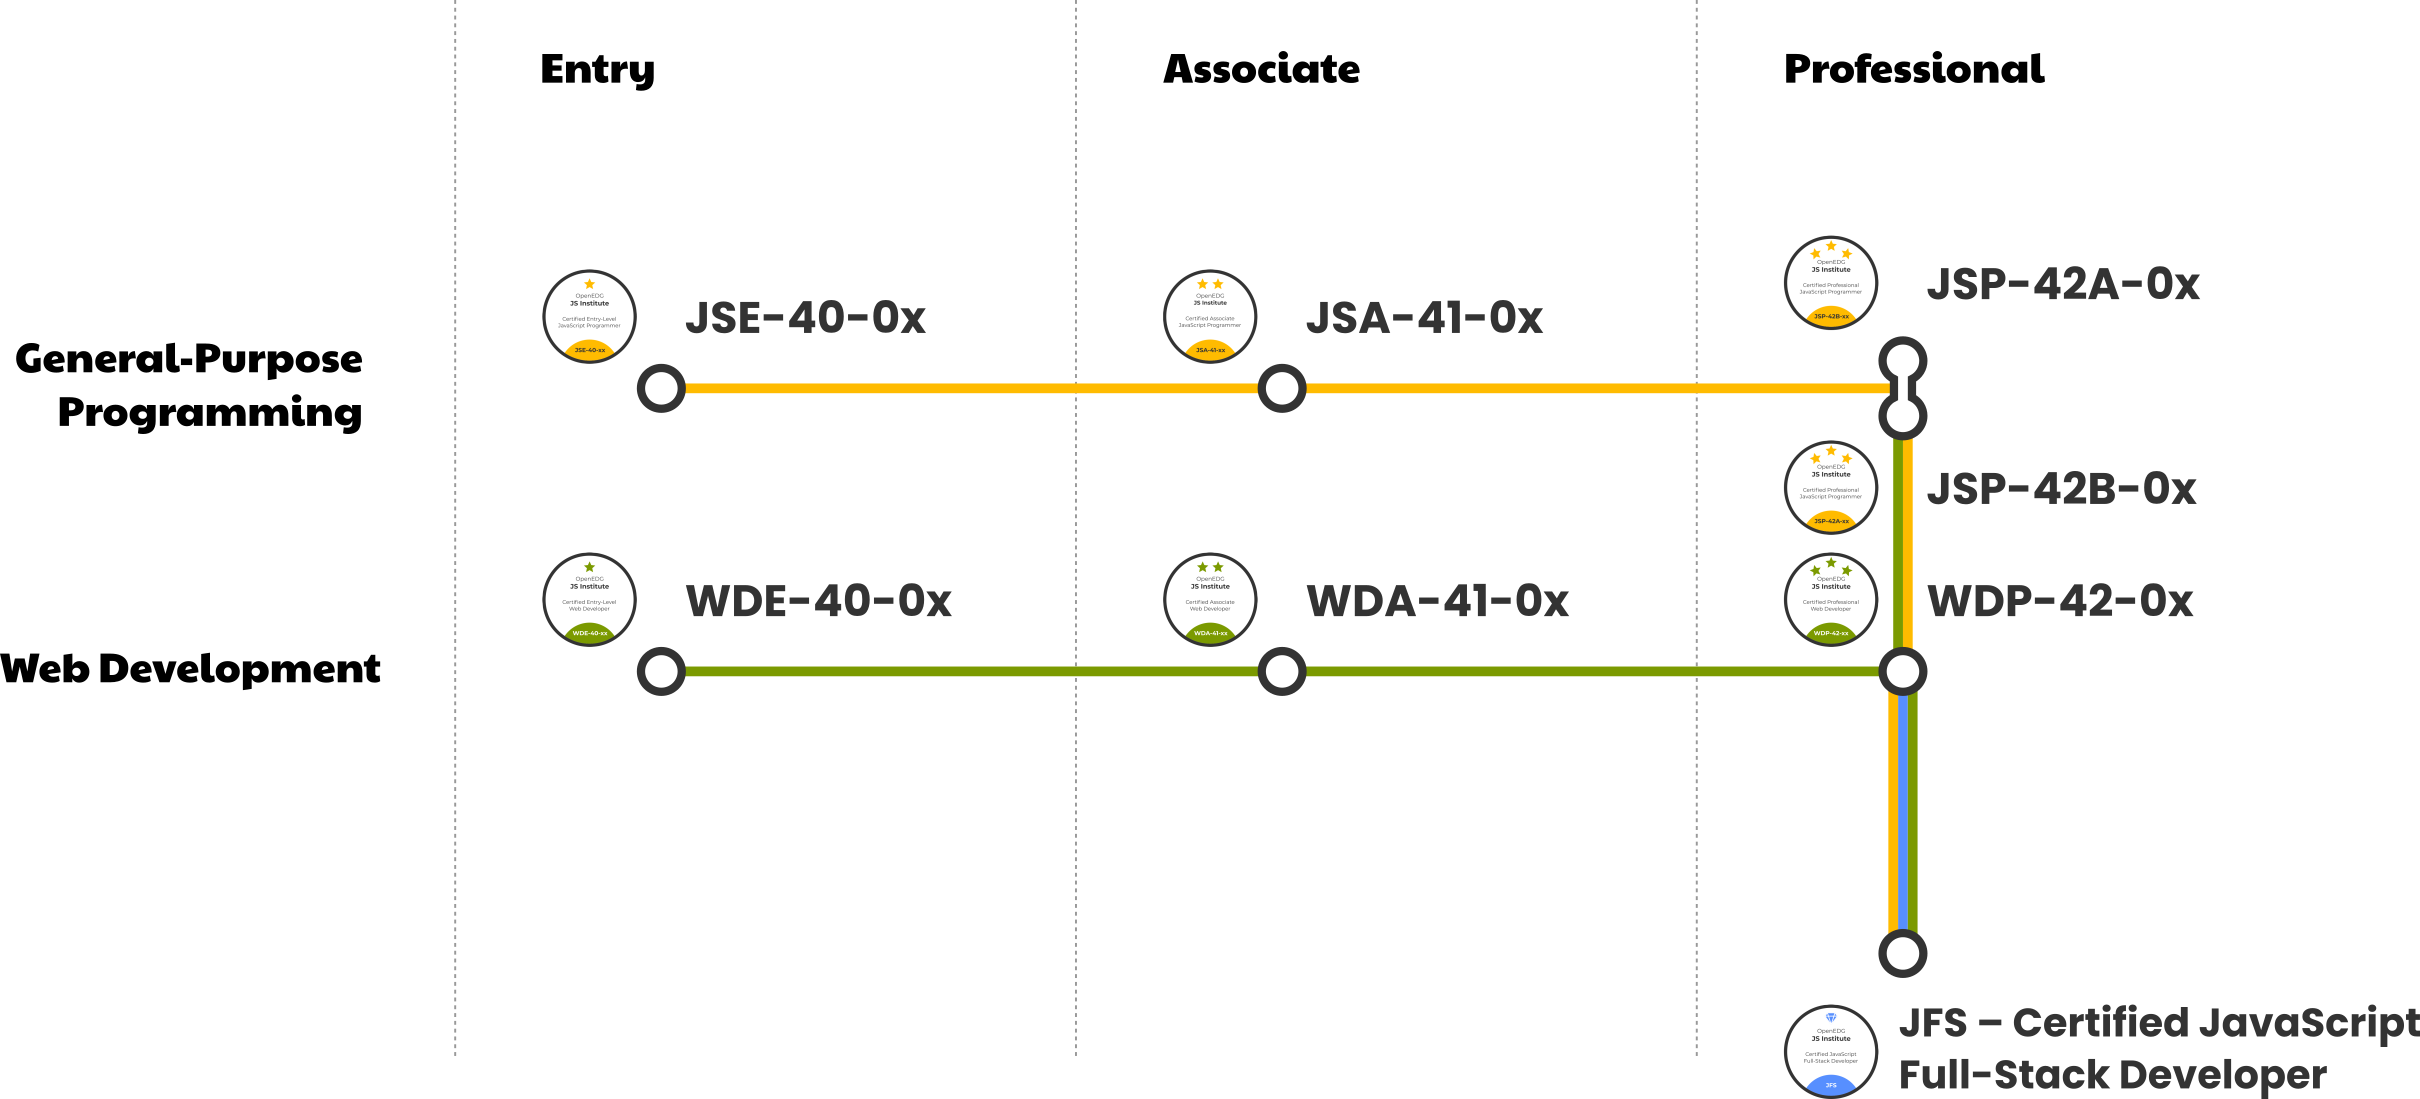 Entry
Associate
Professional
General-Purpose
Programming
OpenEDG
JS Institute
Certified Entry-Level
JavaScript Programmer
JSE-40-xx
JSE-40-0x
OpenEDG
JS Institute
Certified Associate
JavaScript Programmer
JSA-41-xx
JSA-41-0x
OpenEDG
JS Institute
Certified Professional
JavaScript Programmer
JSP-42B-xx
JSP-42A-0x
OpenEDG
JS Institute
Certified Professional
JavaScript Programmer
JSP-42A-xx
JSP-42B-0x
Web Development
OpenEDG
JS Institute
Certified Entry-Level
Web Developer
WDE-40-xx
WDE-40-0x
OpenEDG
JS Institute
Certified Associate
Web Developer
WDA-41-xx
WDA-41-0x
OpenEDG
JS Institute
Certified Professional
Web Developer
WDP-42-xx
WDP-42-0x
OpenEDG
JS Institute
Certified JavaScript
Full-Stack Developer
JFS
JFS – Certified JavaScript
Full-Stack Developer